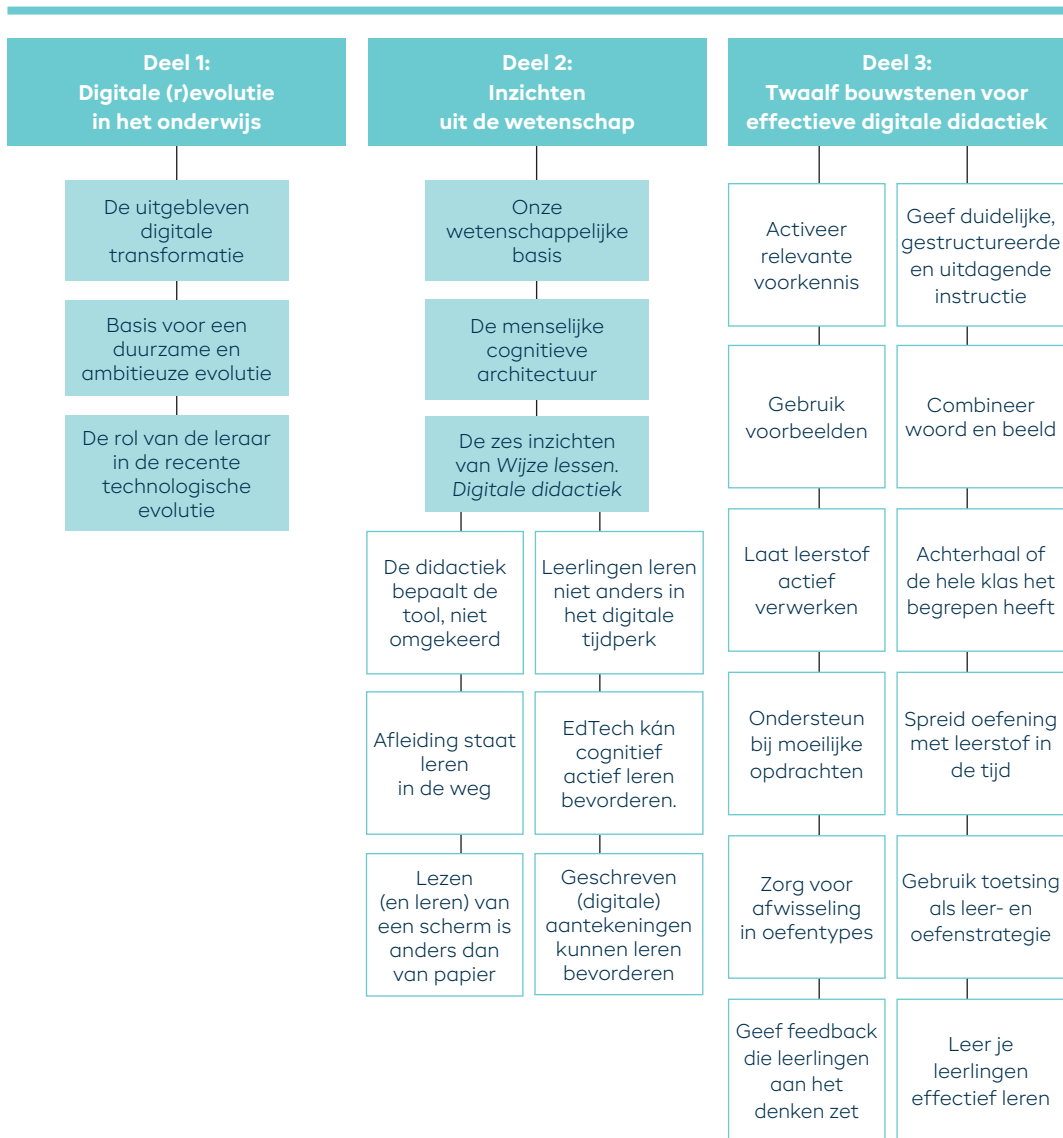 Deel 1:
Digitale (r)evolutie
in het onderwijs
De uitgebleven
digitale
transformatie
Basis voor een
duurzame en
ambitieuze evolutie
De rol van de leraar
in de recente
technologische
evolutie
Deel 2:
Inzichten
uit de wetenschap
Onze
wetenschappelijke
basis
De menselijke
cognitieve
architectuur
De zes inzichten
van Wijze lessen.
Digitale didactiek
De didactiek
bepaalt de
tool, niet
omgekeerd
Leerlingen leren
niet anders in
het digitale
tijdperk
Afleiding staat
leren
in de weg
EdTech kán
cognitief
actief leren
bevorderen.
Lezen
(en leren) van
een scherm is
anders dan
van papier
Geschreven
(digitale)
aantekeningen
kunnen leren
bevorderen
Deel 3:
Twaalf bouwstenen voor
effectieve digitale didactiek
Activeer
relevante
voorkennis
Geef duidelijke,
gestructureerde
en uitdagende
instructie
Gebruik
voorbeelden
Combineer
woord en beeld
Laat leerstof
actief
verwerken
Achterhaal of
de hele klas het
begrepen heeft
Ondersteun
bij moeilijke
opdrachten
Spreid oefening
met leerstof in
de tijd
Zorg voor
afwisseling
in oefentypes
Gebruik toetsing
als leer- en
oefenstrategie
Geef feedback
die leerlingen
aan het
denken zet
Leer je
leerlingen
effectief leren